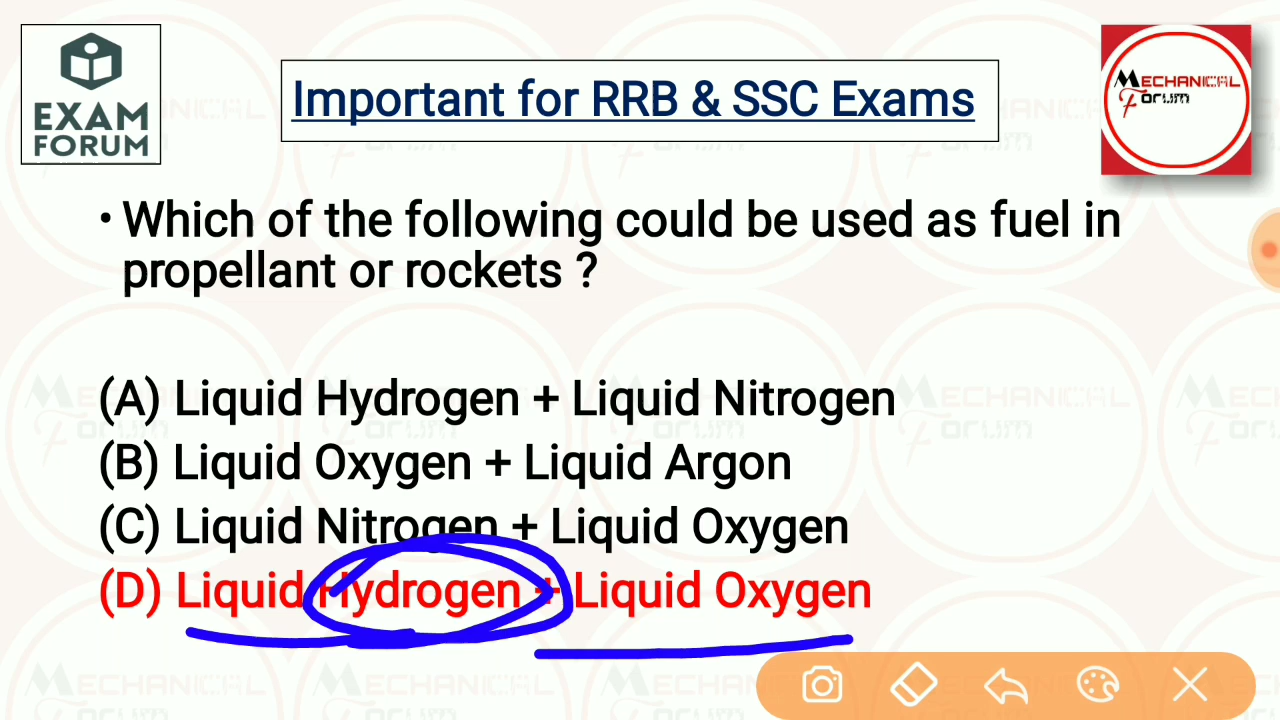 EXAM
FORUM
Important for RRB & SSC Exams
MECHANICAL
Forum
• Which of the following could be used as fuel in
propellant or rockets ?
(A) Liquid Hydrogen + Liquid Nitrogen
(B) Liquid Oxygen + Liquid Argon
(C) Liquid Nitrogen + Liquid Oxygen
(D) Liquid Hydrogen + Liquid Oxygen